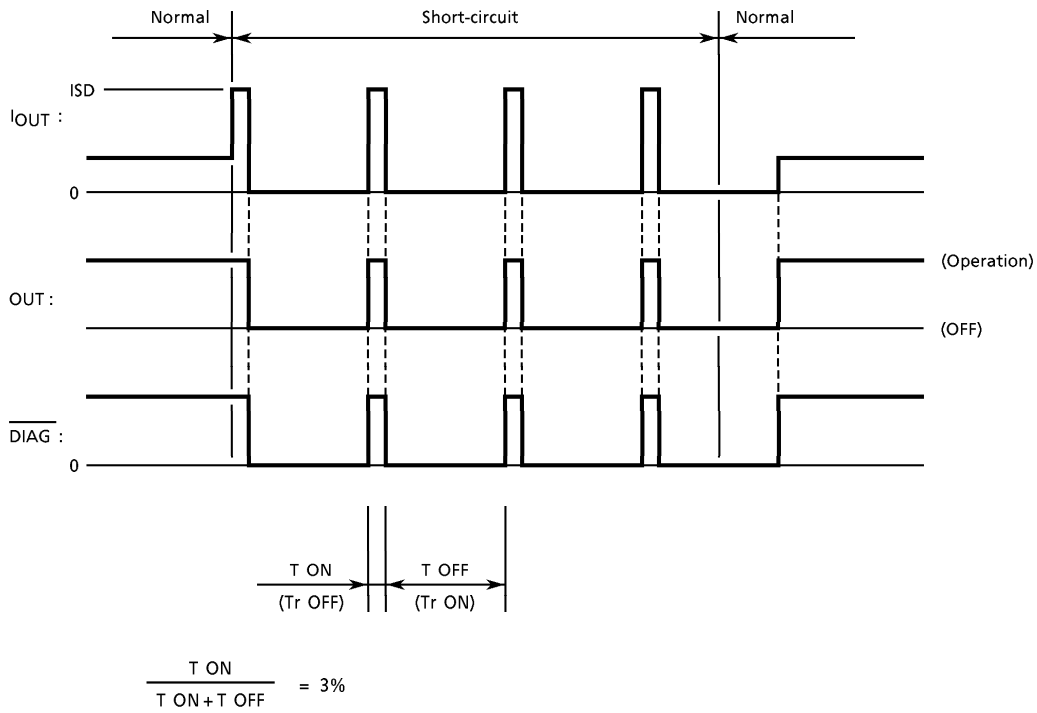 Normal Short-circuit Normal
ISD
IOUT :
0
(Operation)
OUT :
(OFF)
DIAG :
0
T ON T OFF
(Tr OFF) (Tr ON)
T ON
T ON + T OFF
= 3%